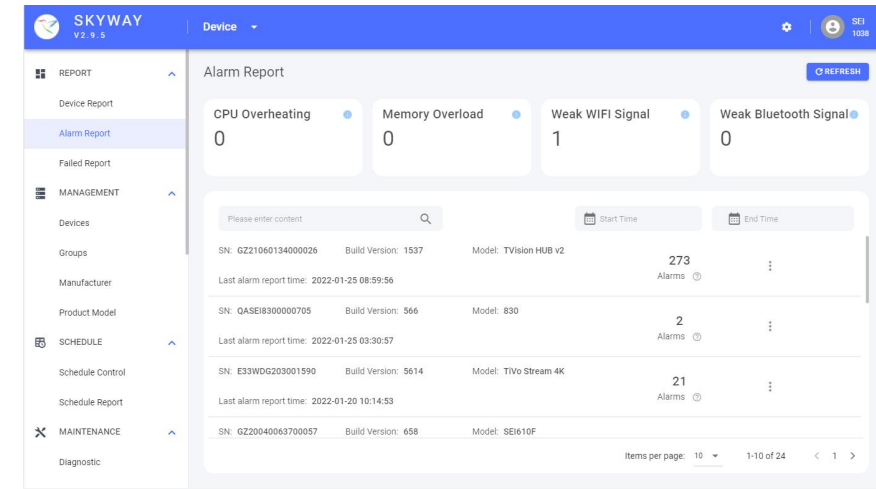 SKYWAY
V2.9.5
Device
SEI
1038
REPORT
Device Report
Alarm Report
Failed Report
MANAGEMENT
Devices
Groups
Manufacturer
Product Model
SCHEDULE
Schedule Control
Schedule Report
MAINTENANCE
Diagnostic
Alarm Report
REFRESH
CPU Overheating
0
Memory Overload
0
Weak WIFI Signal
1
Weak Bluetooth Signal
0
Please enter content
Start Time
End Time
SN: GZ21060134000026 Build Version: 1537 Model: TVision HUB v2
Last alarm report time: 2022-01-25 08:59:56
273
Alarms
SN: QASEI8300000705 Build Version: 566 Model: 830
Last alarm report time: 2022-01-25 03:30:57
2
Alarms
SN: E33WDG203001590 Build Version: 5614 Model: TiVo Stream 4K
Last alarm report time: 2022-01-20 10:14:53
21
Alarms
SN: GZ20040063700057 Build Version: 658 Model: SEI610F
Items per page: 10 1-10 of 24 1